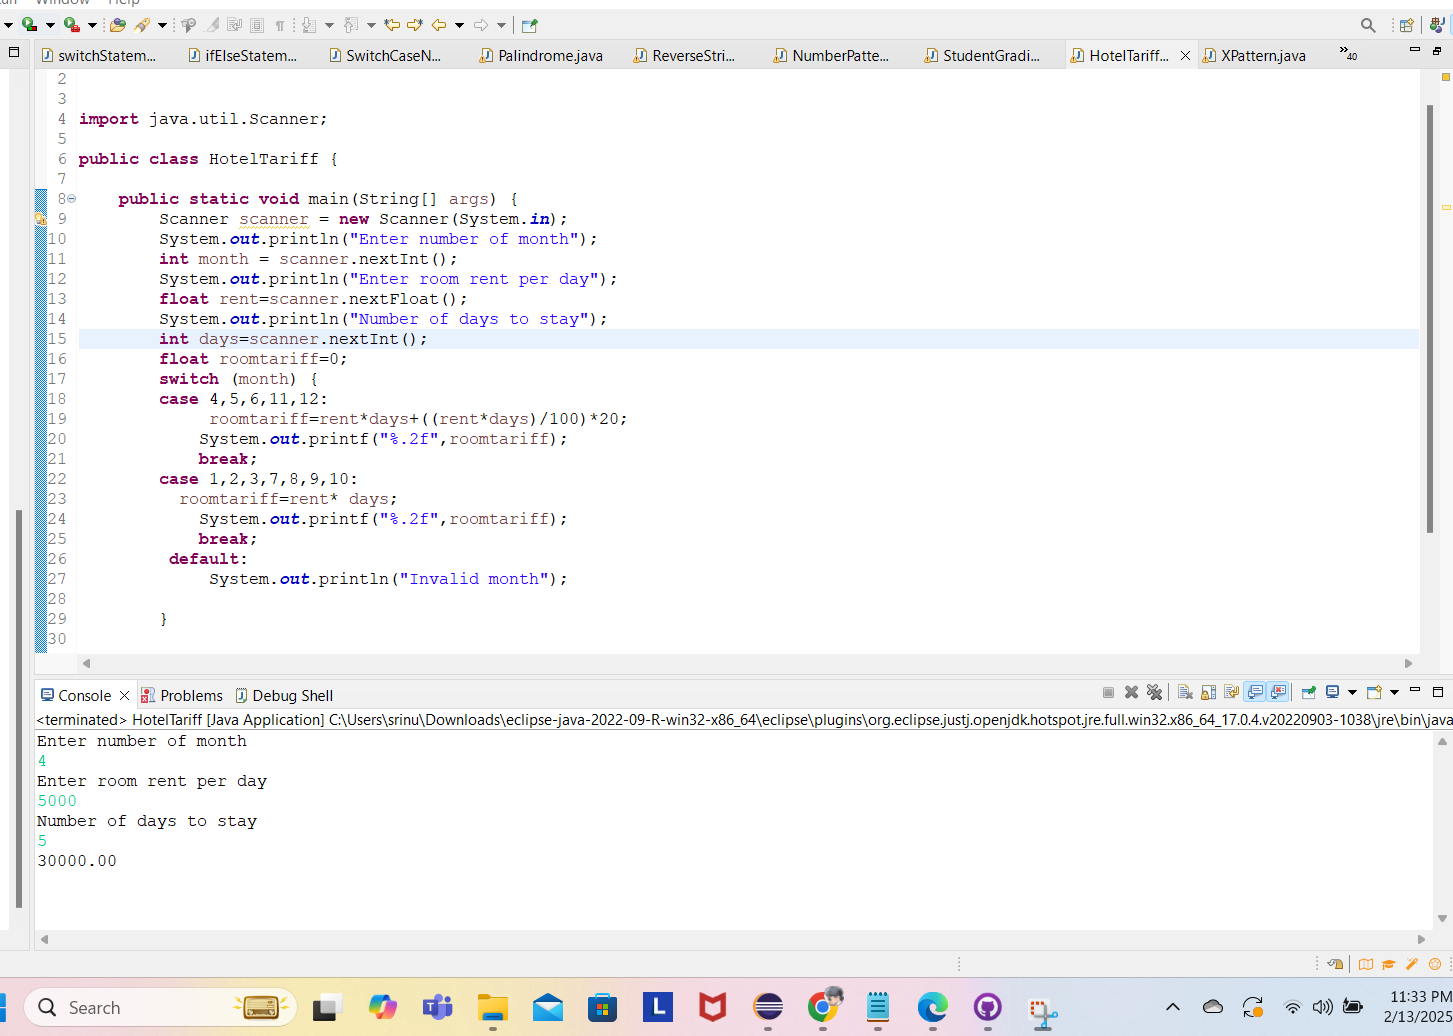 Window Help
switchStatem...
ifElseStatem...
SwitchCaseN...
Palindrome.java
ReverseStri...
NumberPatte...
StudentGradi...
HotelTariff...
XPattern.java
»40
2
3
4 import java.util.Scanner;
5
6 public class HotelTariff {
7
8 public static void main(String[] args) {
9 Scanner scanner = new Scanner(System.in);
10 System.out.println("Enter number of month");
11 int month = scanner.nextInt();
12 System.out.println("Enter room rent per day");
13 float rent=scanner.nextFloat();
14 System.out.println("Number of days to stay");
15 int days=scanner.nextInt();
16 float roomtariff=0;
17 switch (month) {
18 case 4,5,6,11,12:
19 roomtariff=rent*days+((rent*days)/100)*20;
20 System.out.printf("%.2f",roomtariff);
21 break;
22 case 1,2,3,7,8,9,10:
23 roomtariff=rent* days;
24 System.out.printf("%.2f",roomtariff);
25 break;
26 default:
27 System.out.println("Invalid month");
28
29 }
30
Console
Problems
Debug Shell
<terminated> HotelTariff [Java Application] C:\Users\srinu\Downloads\eclipse-java-2022-09-R-win32-x86_64\eclipse\plugins\org.eclipse.justj.openjdk.hotspot.jre.full.win32.x86_64_17.0.4.v20220903-1038\jre\bin\java
Enter number of month
4
Enter room rent per day
5000
Number of days to stay
5
30000.00
Search
11:33 PM
2/13/2025